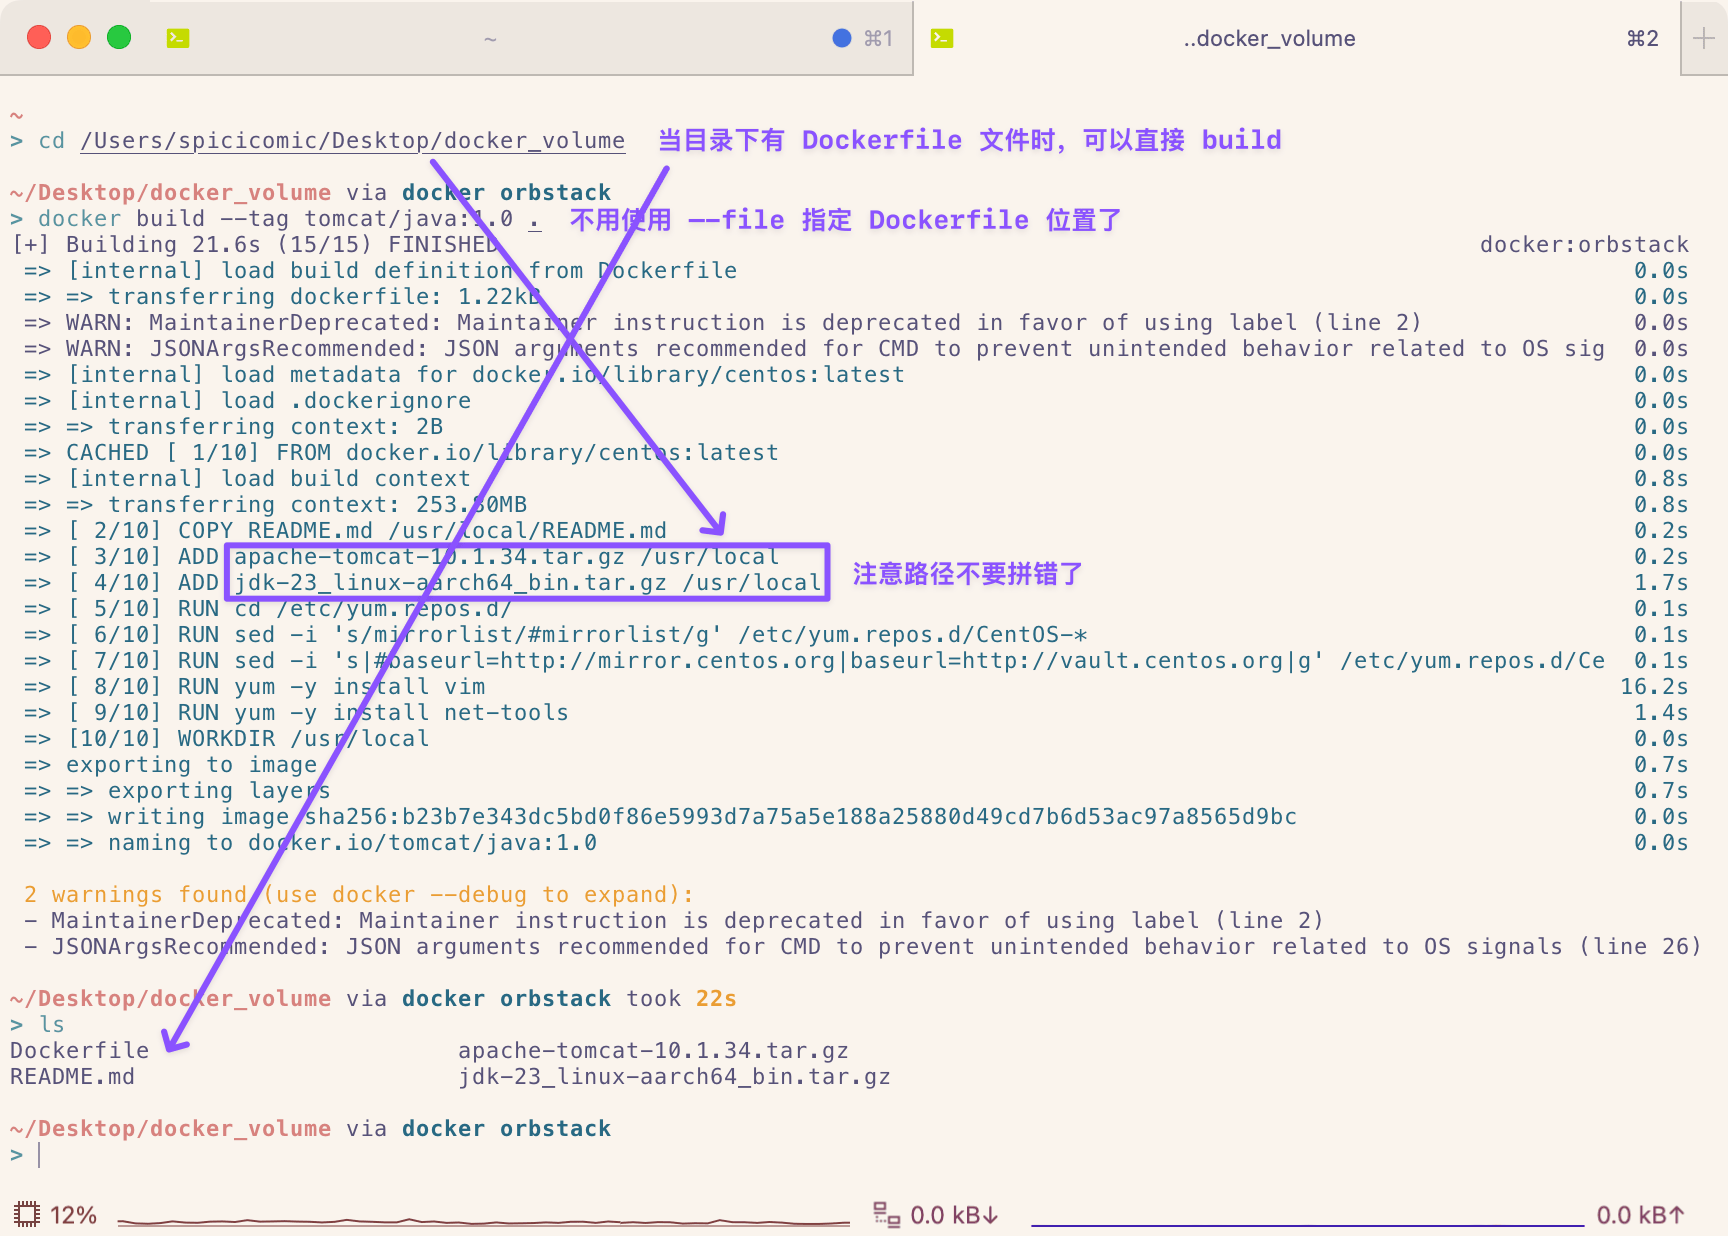 ~ ⌘1 ..docker_volume ⌘2
~
> cd /Users/spicicomic/Desktop/docker_volume 当目录下有 Dockerfile 文件时，可以直接 build
~/Desktop/docker_volume via docker orbstack
> docker build --tag tomcat/java:1.0 . 不用使用 --file 指定 Dockerfile 位置了
[+] Building 21.6s (15/15) FINISHED docker:orbstack
=> [internal] load build definition from Dockerfile 0.0s
=> => transferring dockerfile: 1.22kB 0.0s
=> WARN: MaintainerDeprecated: Maintainer instruction is deprecated in favor of using label (line 2) 0.0s
=> WARN: JSONArgsRecommended: JSON arguments recommended for CMD to prevent unintended behavior related to OS sig 0.0s
=> [internal] load metadata for docker.io/library/centos:latest 0.0s
=> [internal] load .dockerignore 0.0s
=> => transferring context: 2B 0.0s
=> CACHED [ 1/10] FROM docker.io/library/centos:latest 0.0s
=> [internal] load build context 0.8s
=> => transferring context: 253.80MB 0.8s
=> [ 2/10] COPY README.md /usr/local/README.md 0.2s
=> [ 3/10] ADD apache-tomcat-10.1.34.tar.gz /usr/local 0.2s
=> [ 4/10] ADD jdk-23_linux-aarch64_bin.tar.gz /usr/local 1.7s
注意路径不要拼错了
=> [ 5/10] RUN cd /etc/yum.repos.d/ 0.1s
=> [ 6/10] RUN sed -i 's/mirrorlist/#mirrorlist/g' /etc/yum.repos.d/CentOS-* 0.1s
=> [ 7/10] RUN sed -i 's|#baseurl=http://mirror.centos.org|baseurl=http://vault.centos.org|g' /etc/yum.repos.d/Ce 0.1s
=> [ 8/10] RUN yum -y install vim 16.2s
=> [ 9/10] RUN yum -y install net-tools 1.4s
=> [10/10] WORKDIR /usr/local 0.0s
=> exporting to image 0.7s
=> => exporting layers 0.7s
=> => writing image sha256:b23b7e343dc5bd0f86e5993d7a75a5e188a25880d49cd7b6d53ac97a8565d9bc 0.0s
=> => naming to docker.io/tomcat/java:1.0 0.0s
2 warnings found (use docker --debug to expand):
- MaintainerDeprecated: Maintainer instruction is deprecated in favor of using label (line 2)
- JSONArgsRecommended: JSON arguments recommended for CMD to prevent unintended behavior related to OS signals (line 26)
~/Desktop/docker_volume via docker orbstack took 22s
> ls
Dockerfile apache-tomcat-10.1.34.tar.gz
README.md jdk-23_linux-aarch64_bin.tar.gz
~/Desktop/docker_volume via docker orbstack
>
12% 0.0 kB↓ 0.0 kB↑